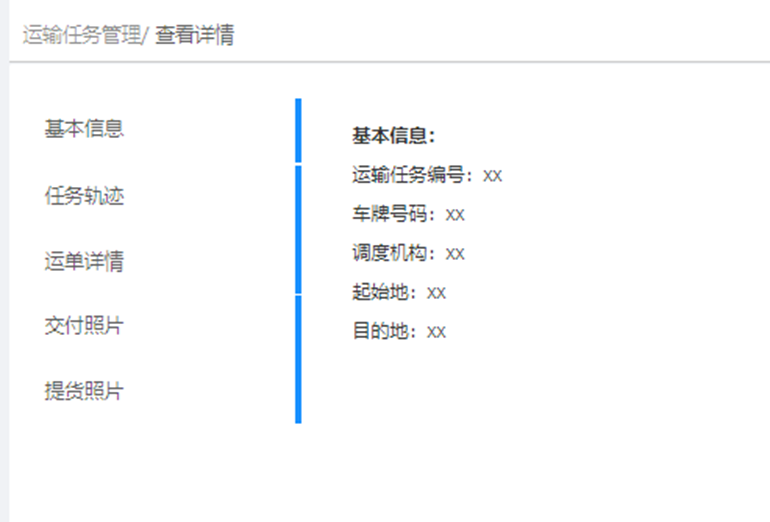 运输任务管理/ 查看详情
基本信息
任务轨迹
运单详情
交付照片
提货照片
基本信息：
运输任务编号：xx
车牌号码：xx
调度机构：xx
起始地：xx
目的地：xx